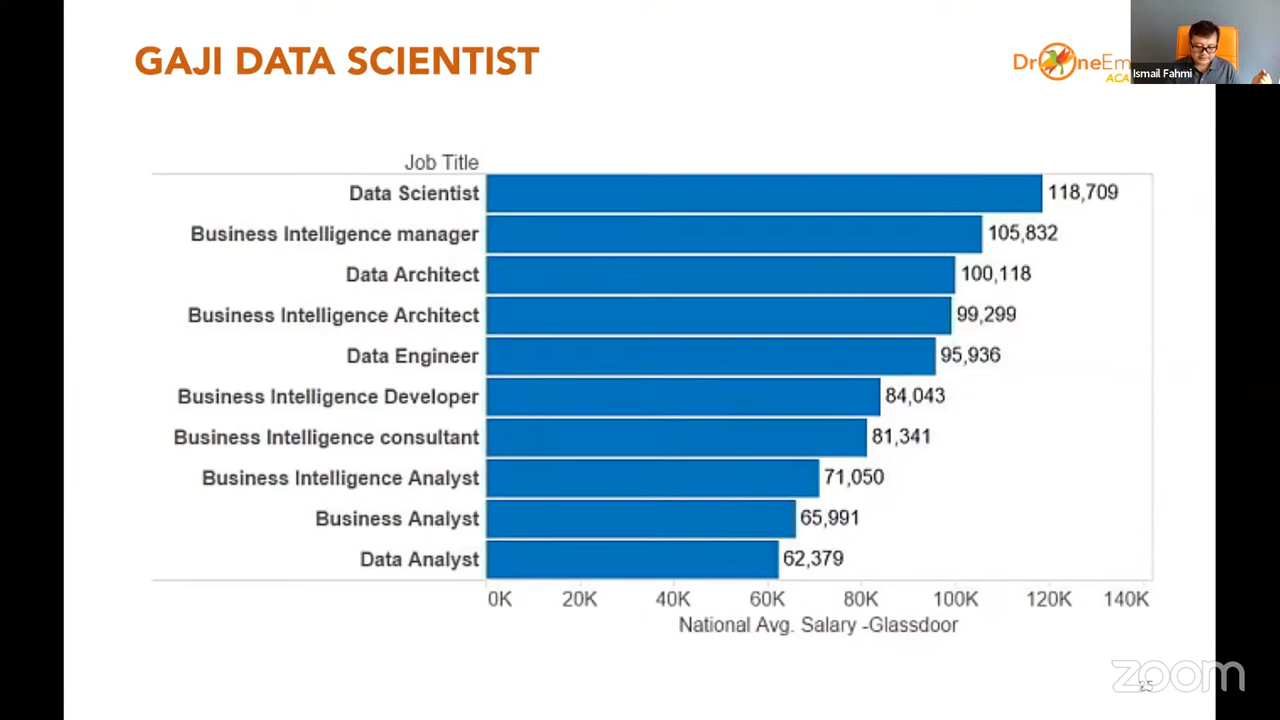 GAJI DATA SCIENTIST
DroneEm
ACA
Ismail Fahmi
Job Title
Data Scientist 118,709
Business Intelligence manager 105,832
Data Architect 100,118
Business Intelligence Architect 99,299
Data Engineer 95,936
Business Intelligence Developer 84,043
Business Intelligence consultant 81,341
Business Intelligence Analyst 71,050
Business Analyst 65,991
Data Analyst 62,379
0K 20K 40K 60K 80K 100K 120K 140K
National Avg. Salary -Glassdoor
zoom
25